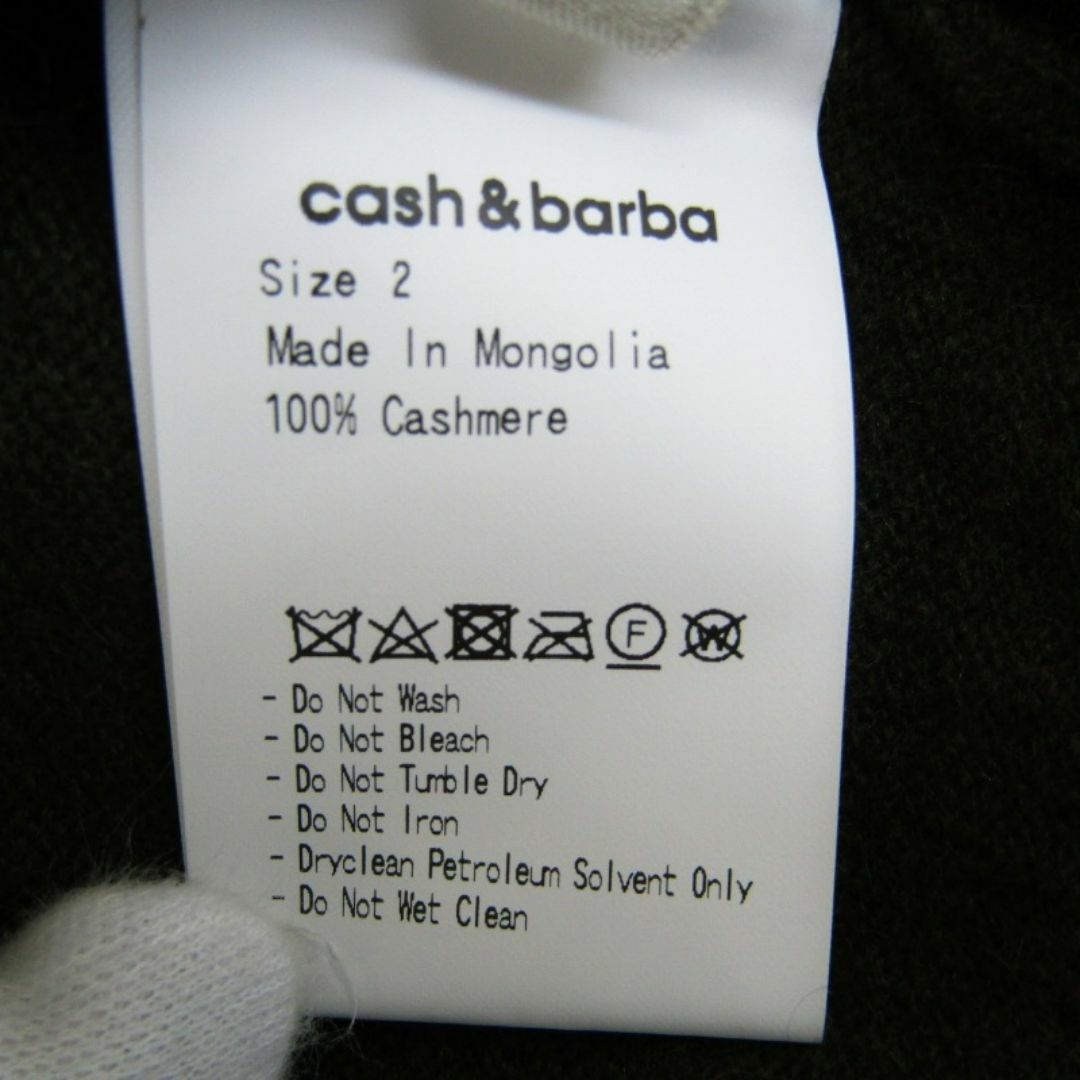 cash & barba
Size 2
Made In Mongolia
100% Cashmere
F W
- Do Not Wash
- Do Not Bleach
- Do Not Tumble Dry
- Do Not Iron
- Dryclean Petroleum Solvent Only
- Do Not Wet Clean